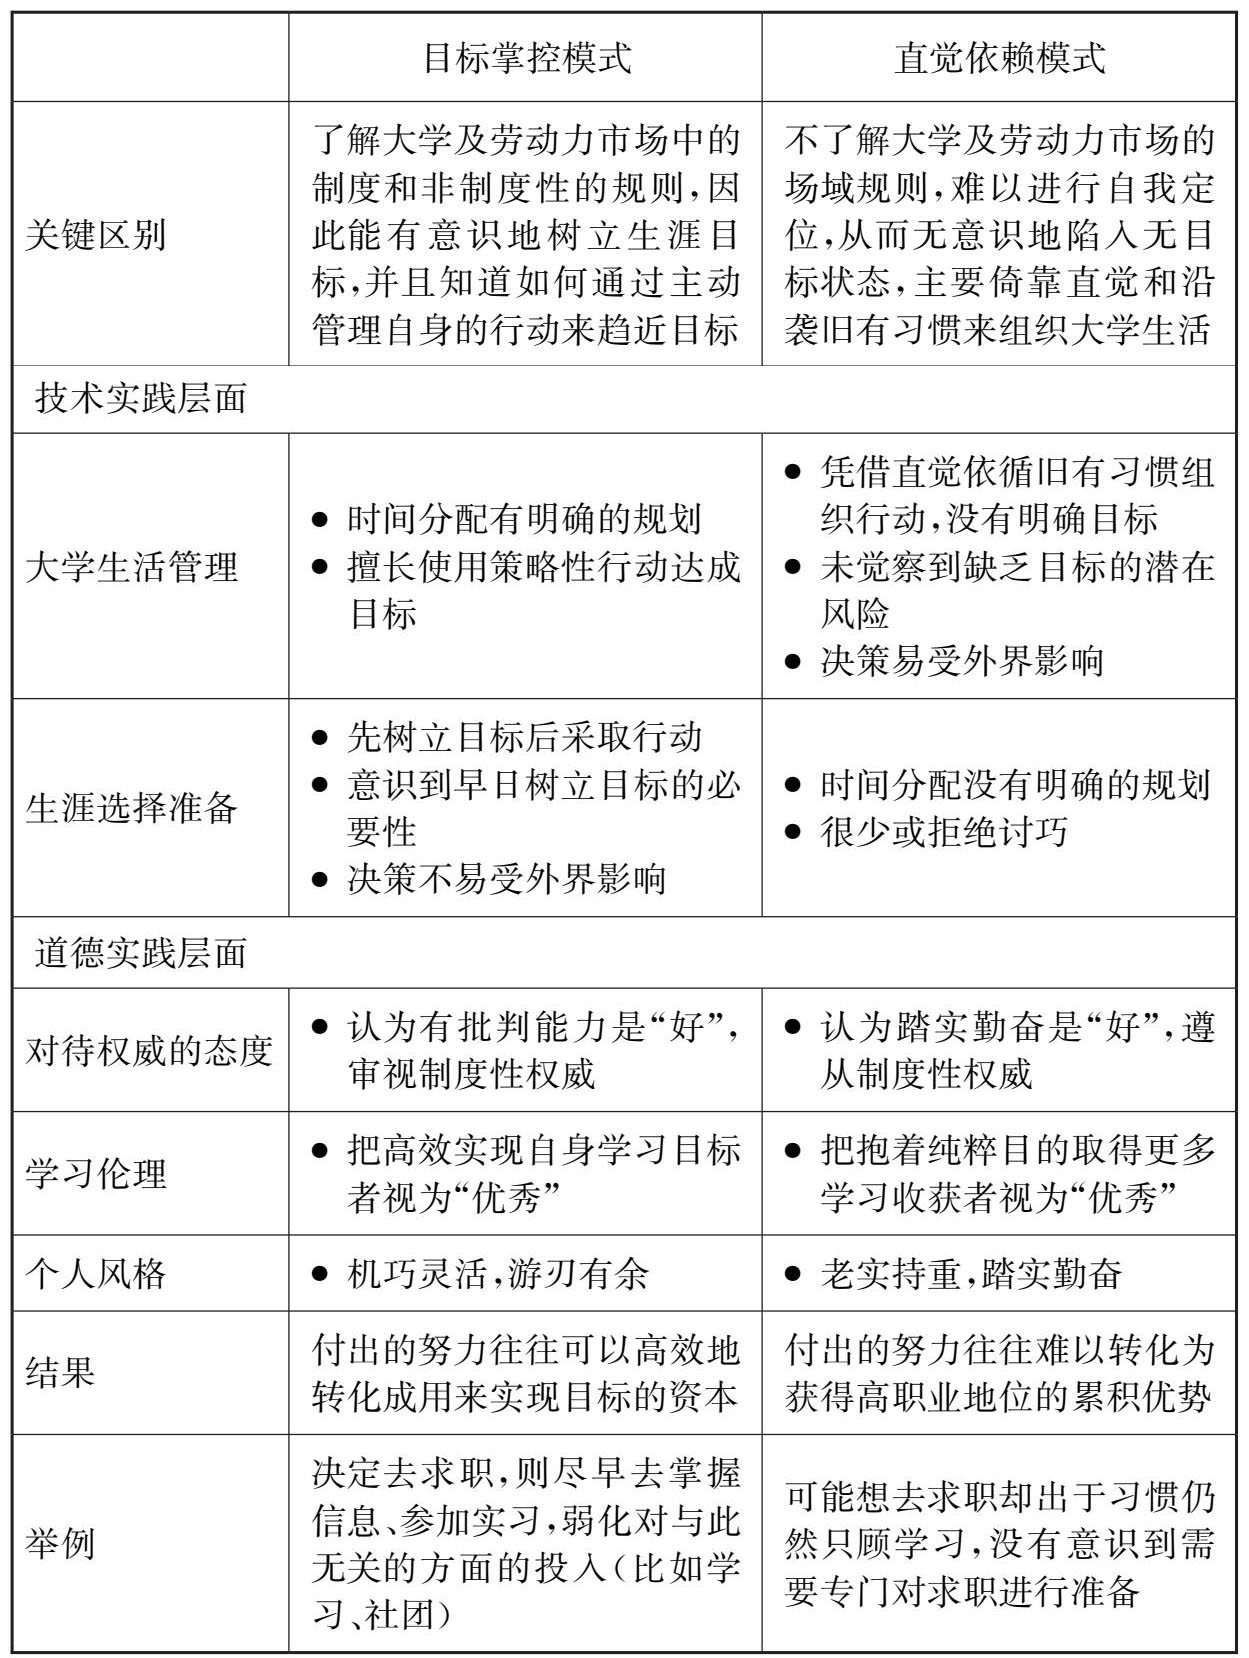 目标掌控模式
直觉依赖模式
关键区别
了解大学及劳动力市场中的
制度和非制度性的规则,因
此能有意识地树立生涯目
标,并且知道如何通过主动
管理自身的行动来趋近目标
不了解大学及劳动力市场的
场域规则,难以进行自我定
位,从而无意识地陷入无目
标状态,主要倚靠直觉和沿
袭旧有习惯来组织大学生活
技术实践层面
大学生活管理
● 时间分配有明确的规划
● 擅长使用策略性行动达成
目标
● 凭借直觉依循旧有习惯组
织行动,没有明确目标
● 未觉察到缺乏目标的潜在
风险
● 决策易受外界影响
生涯选择准备
● 先树立目标后采取行动
● 意识到早日树立目标的必
要性
● 决策不易受外界影响
● 时间分配没有明确的规划
● 很少或拒绝讨巧
道德实践层面
对待权威的态度
● 认为有批判能力是“好”,
审视制度性权威
● 认为踏实勤奋是“好”,遵
从制度性权威
学习伦理
● 把高效实现自身学习目标
者视为“优秀”
● 把抱着纯粹目的取得更多
学习收获者视为“优秀”
个人风格
● 机巧灵活,游刃有余
● 老实持重,踏实勤奋
结果
付出的努力往往可以高效地
转化成用来实现目标的资本
付出的努力往往难以转化为
获得高职业地位的累积优势
举例
决定去求职,则尽早去掌握
信息、参加实习,弱化对与此
无关的方面的投入(比如学
习、社团)
可能想去求职却出于习惯仍
然只顾学习,没有意识到需
要专门对求职进行准备